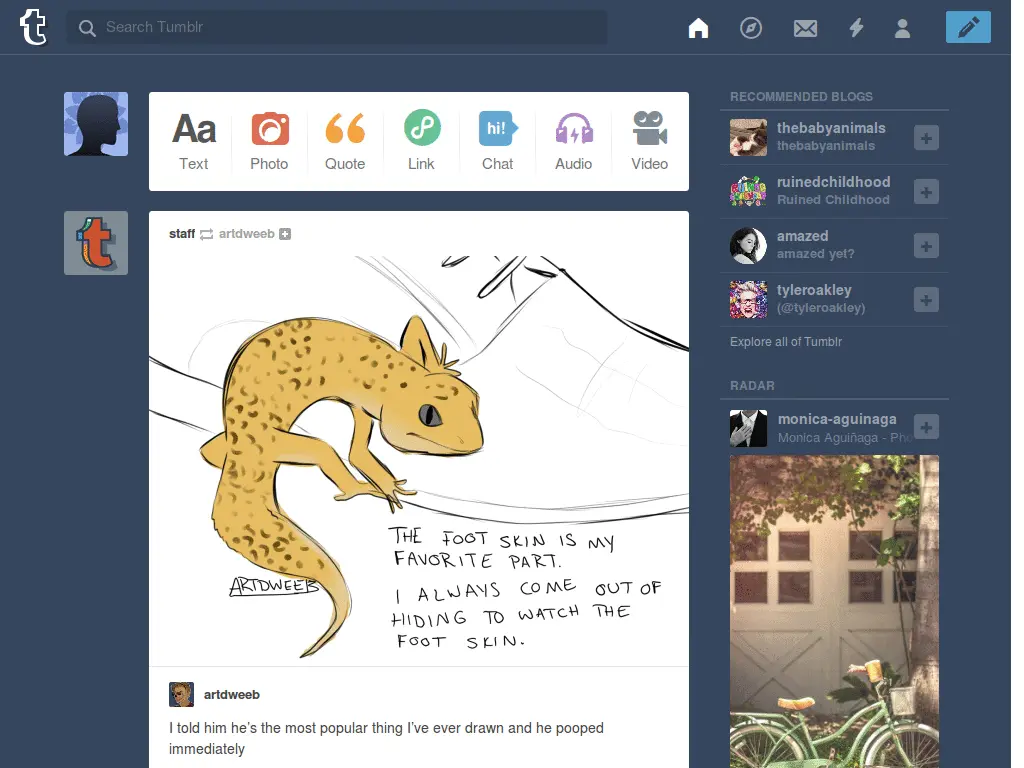 Search Tumblr
Aa
hi!
Text
Photo
Quote
Link
Chat
Audio
Video
t
staff artdweeb
THE FOOT SKIN IS MY
FAVORITE PART.
I ALWAYS COME OUT OF
HIDING TO WATCH THE
FOOT SKIN.
ARTDWEEB
artdweeb
I told him he’s the most popular thing I’ve ever drawn and he pooped
immediately
RECOMMENDED BLOGS
thebabyanimals
thebabyanimals
ruinedchildhood
Ruined Childhood
amazed
amazed yet?
tyleroakley
(@tyleroakley)
Explore all of Tumblr
RADAR
monica-aguinaga
Monica Aguiñaga - Pho